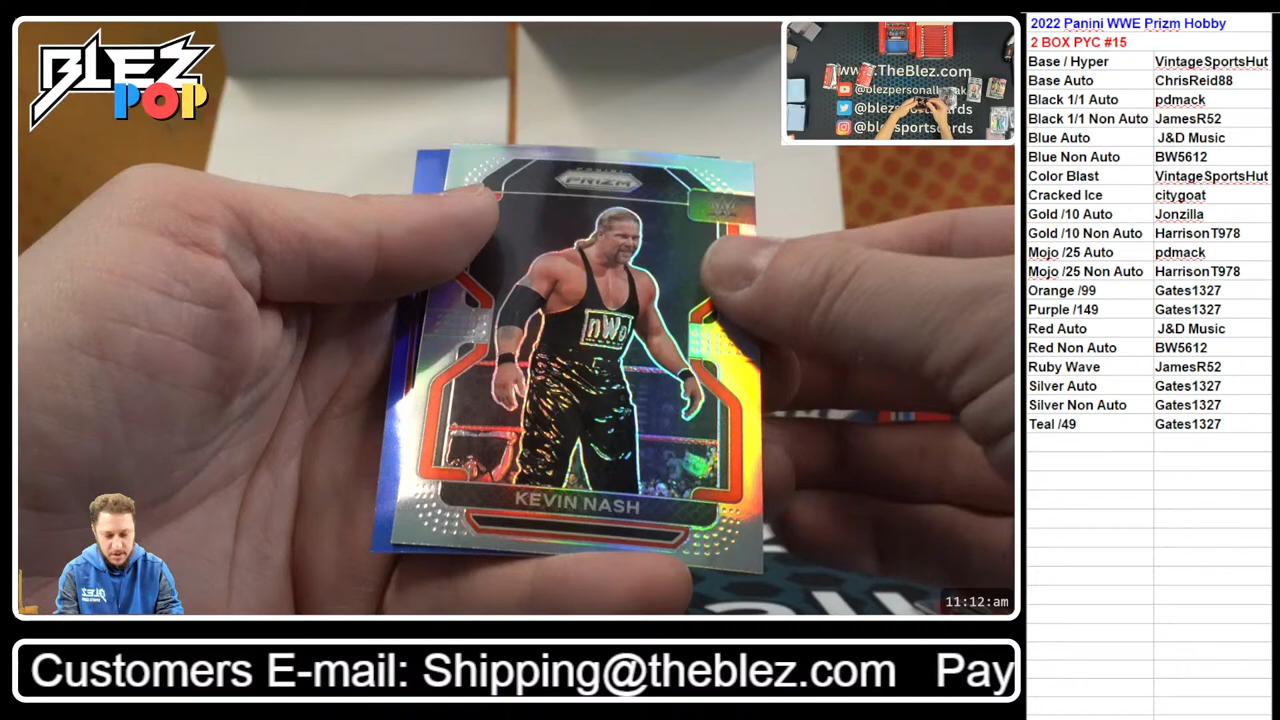 BLEZ
POP
PANINI
PRIZM
nWo
KEVIN NASH
www.TheBlez.com
11:12:am
Customers E-mail: Shipping@theblez.com Pay
2022 Panini WWE Prizm Hobby
2 BOX PYC #15
Base / Hyper VintageSportsHut
Base Auto ChrisReid88
Black 1/1 Auto pdmack
Black 1/1 Non Auto JamesR52
Blue Auto J&D Music
Blue Non Auto BW5612
Color Blast VintageSportsHut
Cracked Ice citygoat
Gold /10 Auto Jonzilla
Gold /10 Non Auto HarrisonT978
Mojo /25 Auto pdmack
Mojo /25 Non Auto HarrisonT978
Orange /99 Gates1327
Purple /149 Gates1327
Red Auto J&D Music
Red Non Auto BW5612
Ruby Wave JamesR52
Silver Auto Gates1327
Silver Non Auto Gates1327
Teal /49 Gates1327